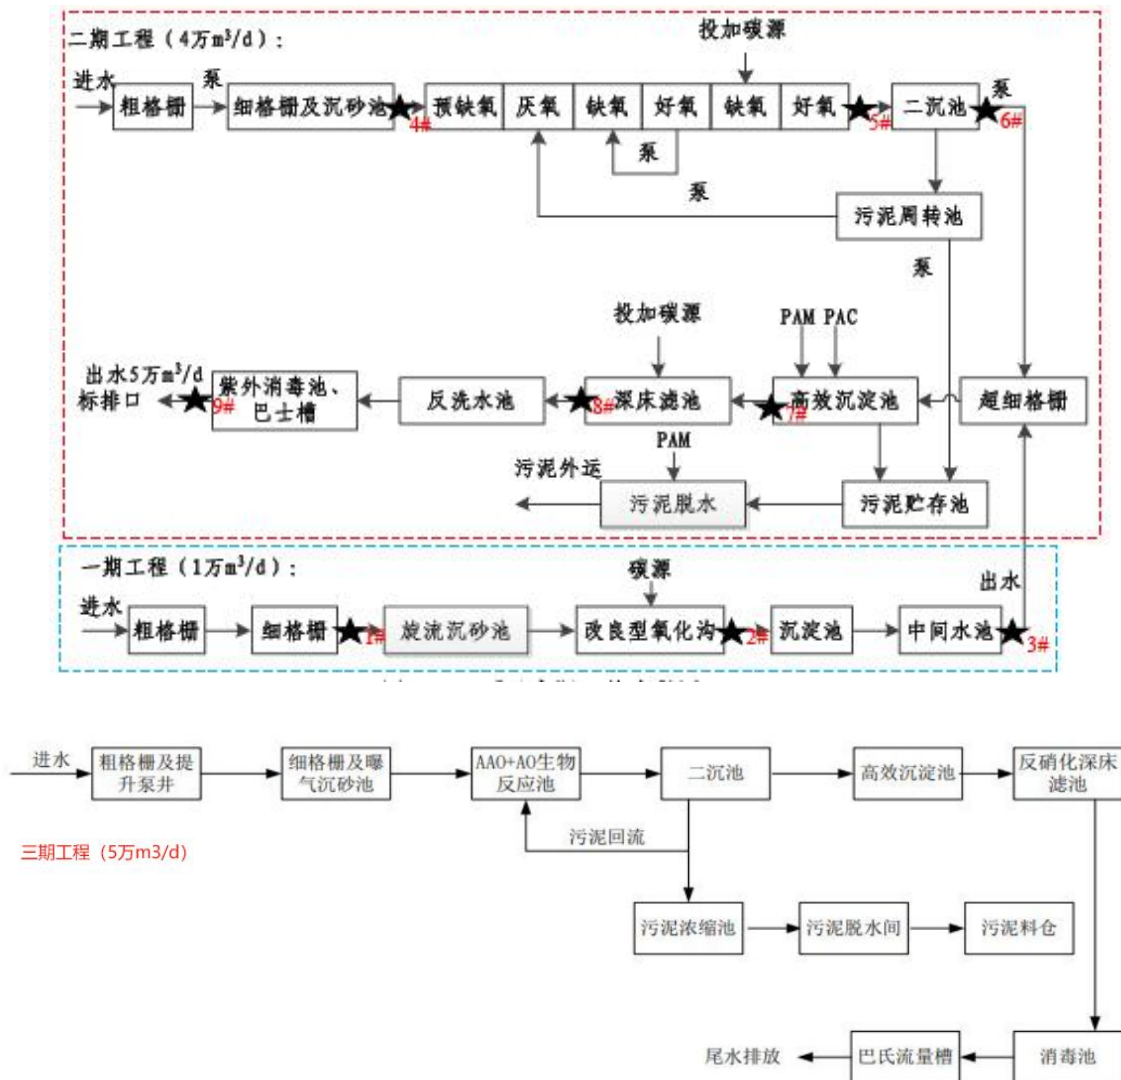 二期工程（4万m³/d）：
投加碳源
进水
泵
泵
粗格栅
细格栅及沉砂池
预缺氧
厌氧
缺氧
好氧
缺氧
好氧
二沉池
4#
5#
6#
泵
泵
污泥周转池
泵
投加碳源
PAM PAC
出水5万m³/d
标排口
9#
紫外消毒池、
巴士槽
反洗水池
8#
深床滤池
7#
高效沉淀池
超细格栅
PAM
污泥外运
污泥脱水
污泥贮存池
一期工程（1万m³/d）：
碳源
出水
进水
粗格栅
细格栅
1#
旋流沉砂池
改良型氧化沟
2#
沉淀池
中间水池
3#
进水
粗格栅及提
升泵井
细格栅及曝
气沉砂池
AAO+AO生物
反应池
二沉池
高效沉淀池
反硝化深床
滤池
污泥回流
三期工程（5万m3/d）
污泥浓缩池
污泥脱水间
污泥料仓
尾水排放
巴氏流量槽
消毒池